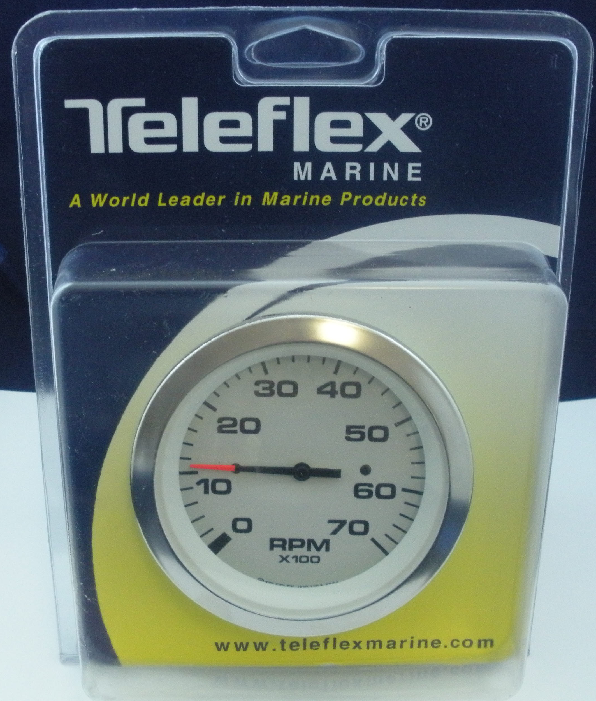 Teleflex®
MARINE
A World Leader in Marine Products
30 40
20 50
10 60
0 70
RPM
X100
www.teleflexmarine.com